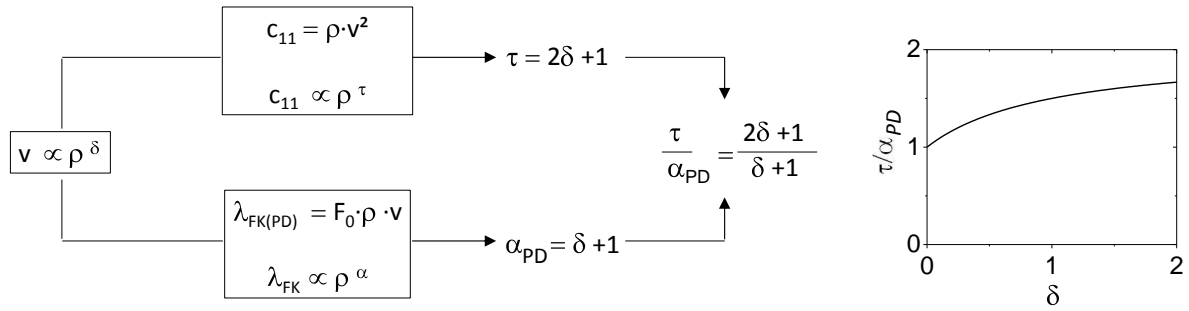 c₁₁ = ρ·v²
c₁₁ ∝ ρ ᵗ
τ = 2δ +1
v ∝ ρ ᵟ
τ/α_PD = 2δ +1/δ +1
λ_FK(PD) = F₀·ρ ·v
λ_FK ∝ ρ ᵅ
α_PD = δ +1
2
1
0
τ/α_PD
0
1
2
δ